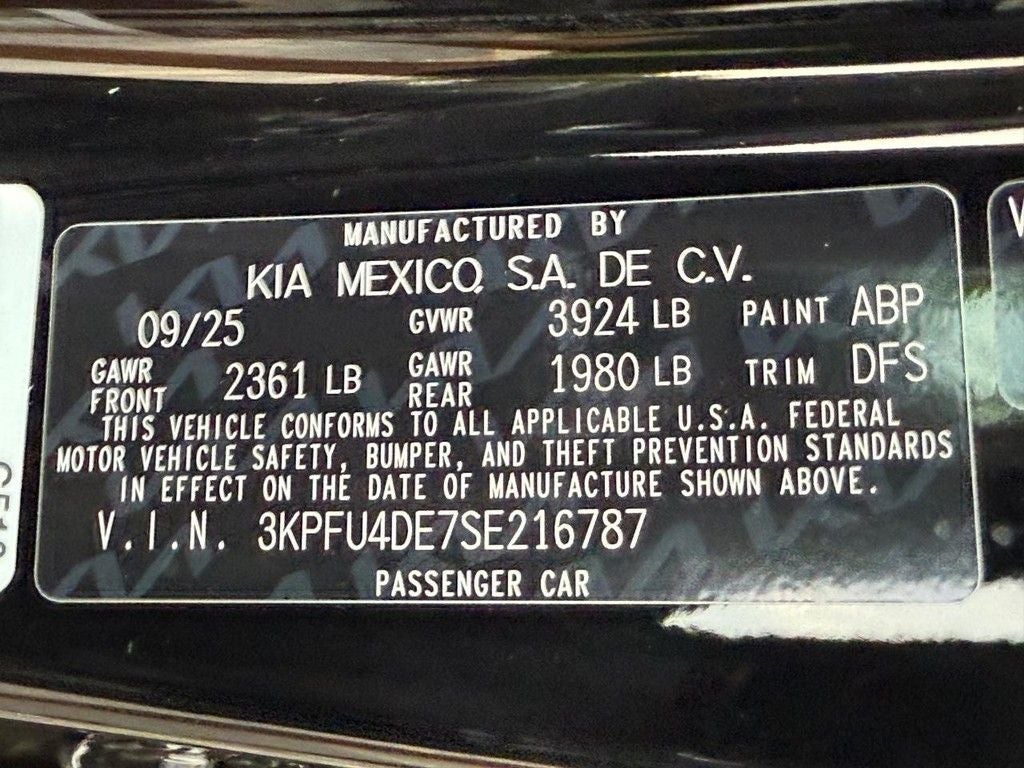 MANUFACTURED BY
KIA MEXICO, S.A. DE C.V.
09/25 GVWR 3924 LB PAINT ABP
GAWR FRONT 2361 LB GAWR REAR 1980 LB TRIM DFS
THIS VEHICLE CONFORMS TO ALL APPLICABLE U.S.A. FEDERAL
MOTOR VEHICLE SAFETY, BUMPER, AND THEFT PREVENTION STANDARDS
IN EFFECT ON THE DATE OF MANUFACTURE SHOWN ABOVE.
V.I.N. 3KPFU4DE7SE216787
PASSENGER CAR